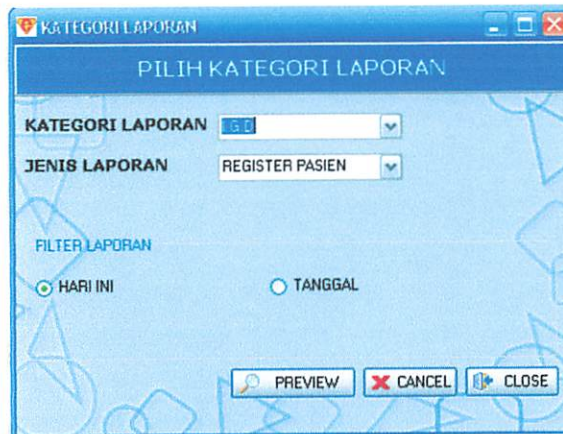 KATEGORI LAPORAN
PILIH KATEGORI LAPORAN
KATEGORI LAPORAN I G D
JENIS LAPORAN REGISTER PASIEN
FILTER LAPORAN
HARI INI TANGGAL
PREVIEW CANCEL CLOSE